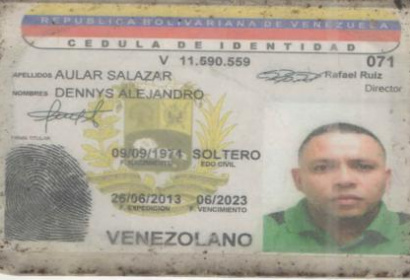 REPUBLICA BOLIVARIANA DE VENEZUELA
CEDULA DE IDENTIDAD
V 11.590.559 071
APELLIDOS AULAR SALAZAR Rafael Ruiz
Director
NOMBRES DENNYS ALEJANDRO
FIRMA TITULAR
09/09/1974 SOLTERO
F. NACIMIENTO EDO CIVIL
26/06/2013 06/2023
F. EXPEDICION F. VENCIMIENTO
VENEZOLANO